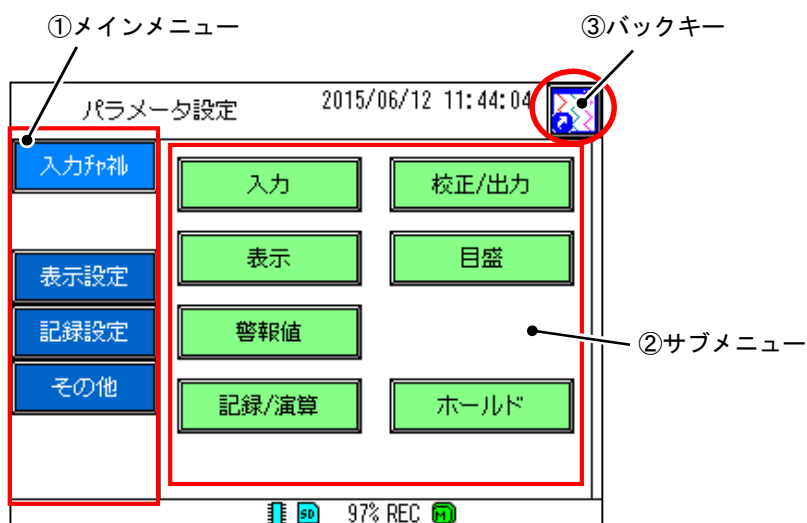 ①メインメニュー
③バックキー
パラメータ設定 2015/06/12 11:44:04
入力ﾁｬﾈﾙ
入力 校正/出力
表示 目盛
表示設定
記録設定
警報値
②サブメニュー
その他
記録/演算 ホールド
SD 97% REC M